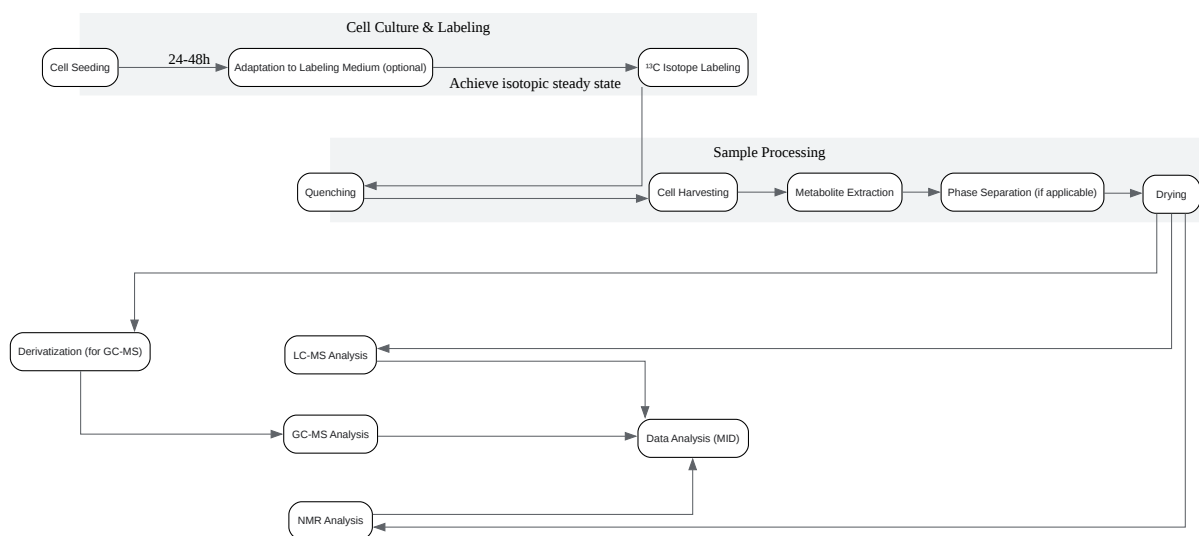 Cell Culture & Labeling
Cell Seeding
24-48h
Adaptation to Labeling Medium (optional)
Achieve isotopic steady state
¹³C Isotope Labeling
Sample Processing
Quenching
Cell Harvesting
Metabolite Extraction
Phase Separation (if applicable)
Drying
Derivatization (for GC-MS)
LC-MS Analysis
GC-MS Analysis
Data Analysis (MID)
NMR Analysis